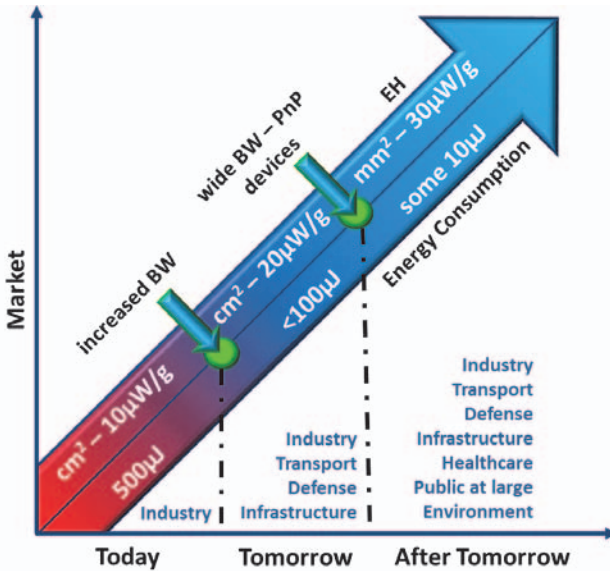 Market
EH
wide BW – PnP
devices
increased BW
cm² – 10µW/g
cm² – 20µW/g
mm² – 30µW/g
500µJ
<100µJ
some 10µJ
Energy Consumption
Industry
Industry
Transport
Defense
Infrastructure
Industry
Transport
Defense
Infrastructure
Healthcare
Public at large
Environment
Today
Tomorrow
After Tomorrow